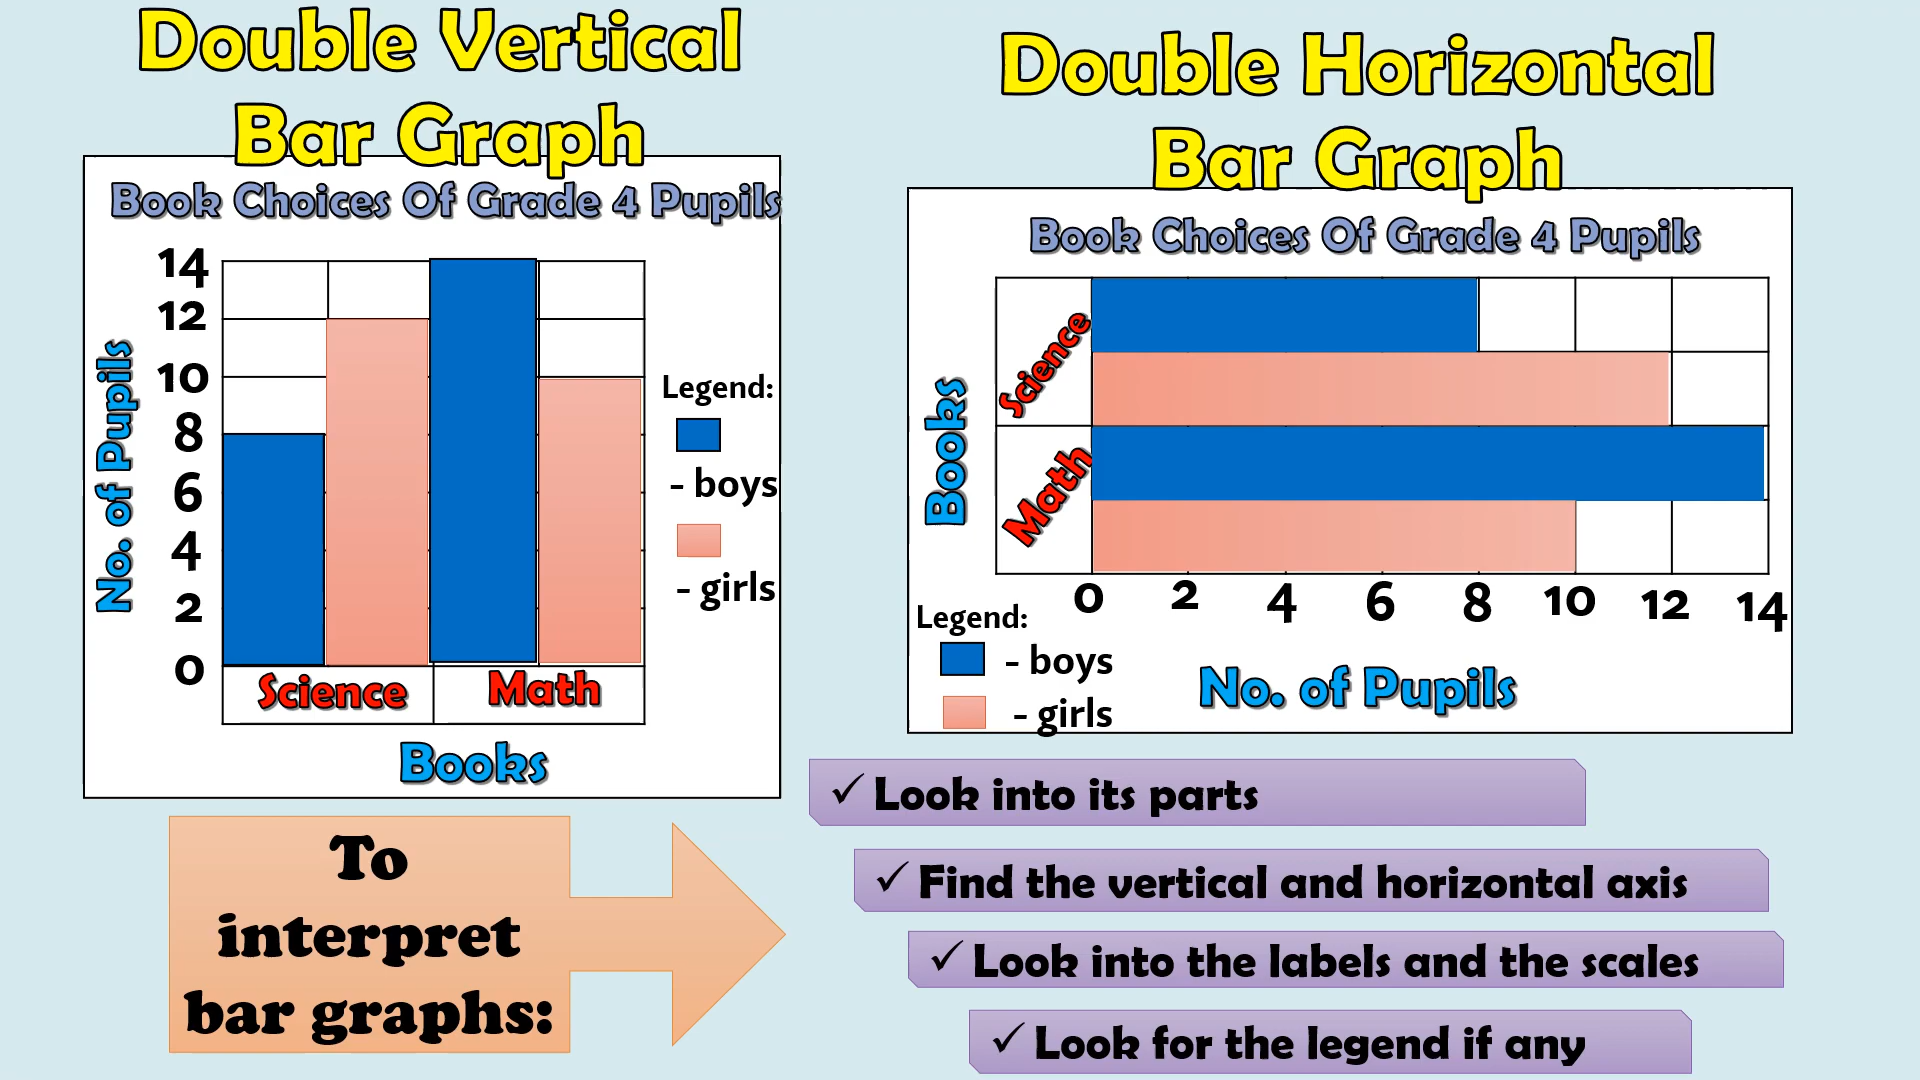 Double Vertical
Bar Graph
Book Choices Of Grade 4 Pupils
14
12
10
8
6
4
2
0
No. of Pupils
Science Math
Books
Legend:
- boys
- girls
Double Horizontal
Bar Graph
Book Choices Of Grade 4 Pupils
Books
Science
Math
0 2 4 6 8 10 12 14
Legend:
- boys
- girls
No. of Pupils
To
interpret
bar graphs:
✓ Look into its parts
✓ Find the vertical and horizontal axis
✓ Look into the labels and the scales
✓ Look for the legend if any